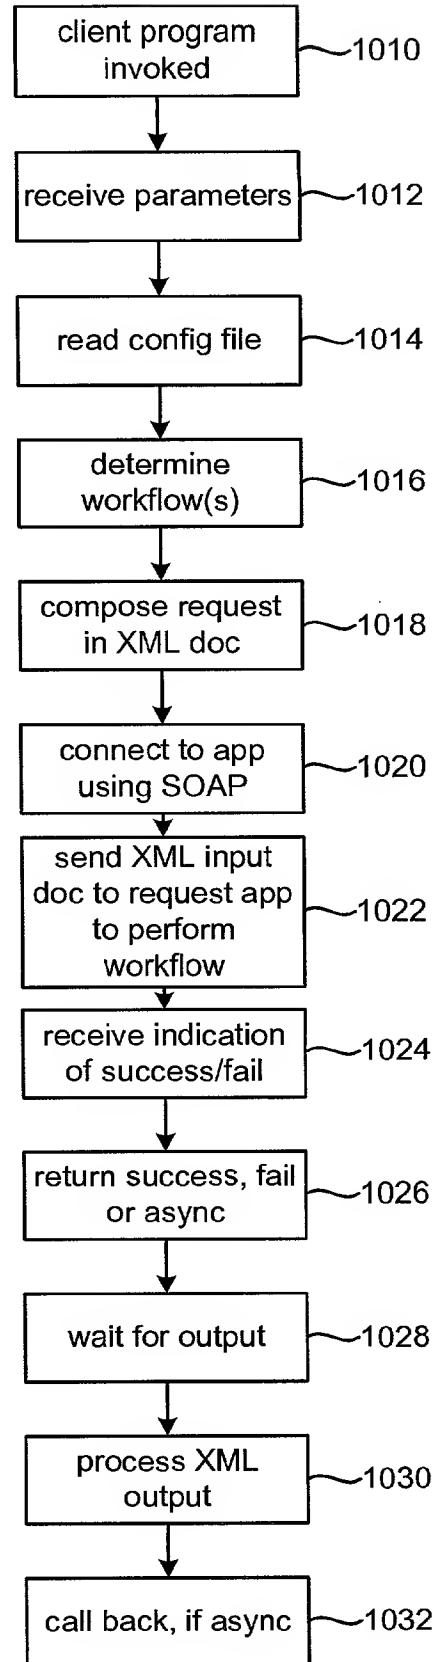 client program
invoked
1010
receive parameters
1012
read config file
1014
determine
workflow(s)
1016
compose request
in XML doc
1018
connect to app
using SOAP
1020
send XML input
doc to request app
to perform
workflow
1022
receive indication
of success/fail
1024
return success, fail
or async
1026
wait for output
1028
process XML
output
1030
call back, if async
1032